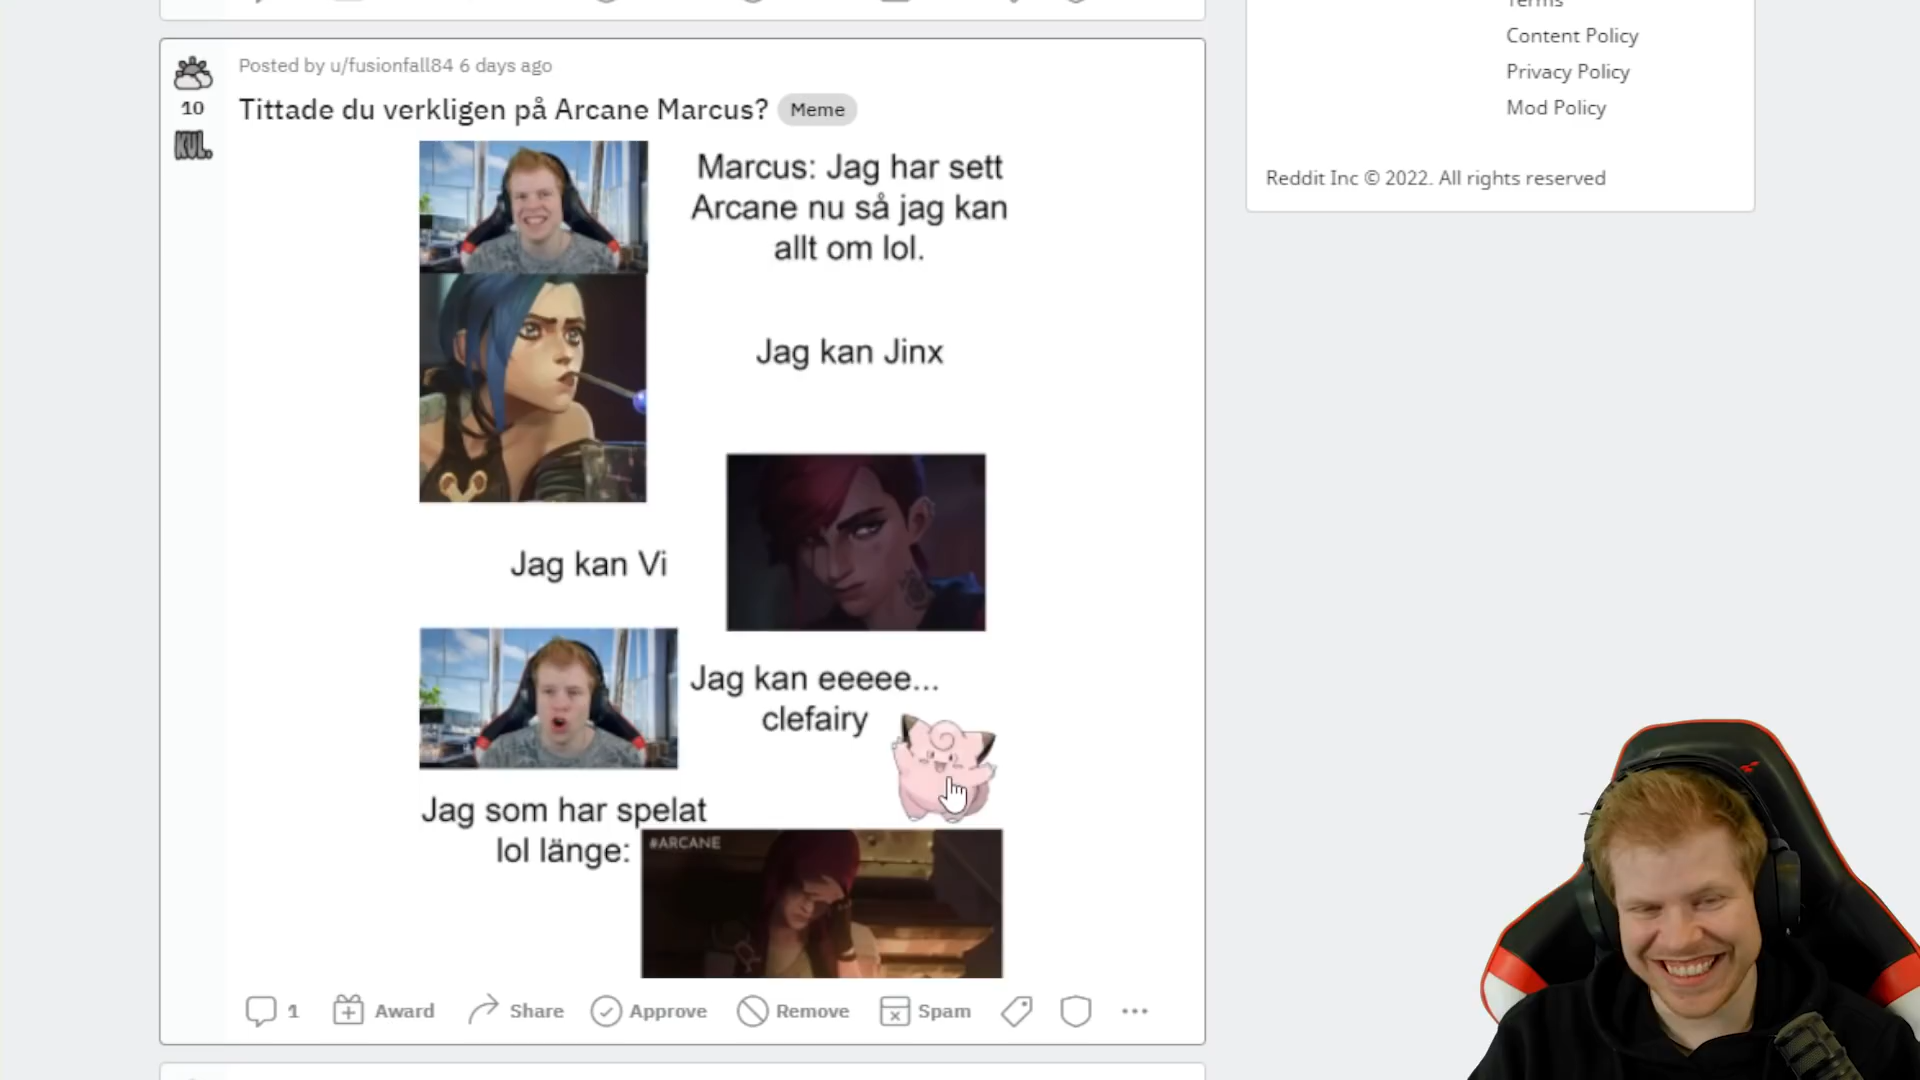 Terms
Content Policy
Privacy Policy
Mod Policy
Reddit Inc © 2022. All rights reserved
Posted by u/fusionfall84 6 days ago
10
Tittade du verkligen på Arcane Marcus? Meme
KUL.
Marcus: Jag har sett
Arcane nu så jag kan
allt om lol.
Jag kan Jinx
Jag kan Vi
Jag kan eeeee...
clefairy
Jag som har spelat
lol länge:
#ARCANE
1 Award Share Approve Remove Spam